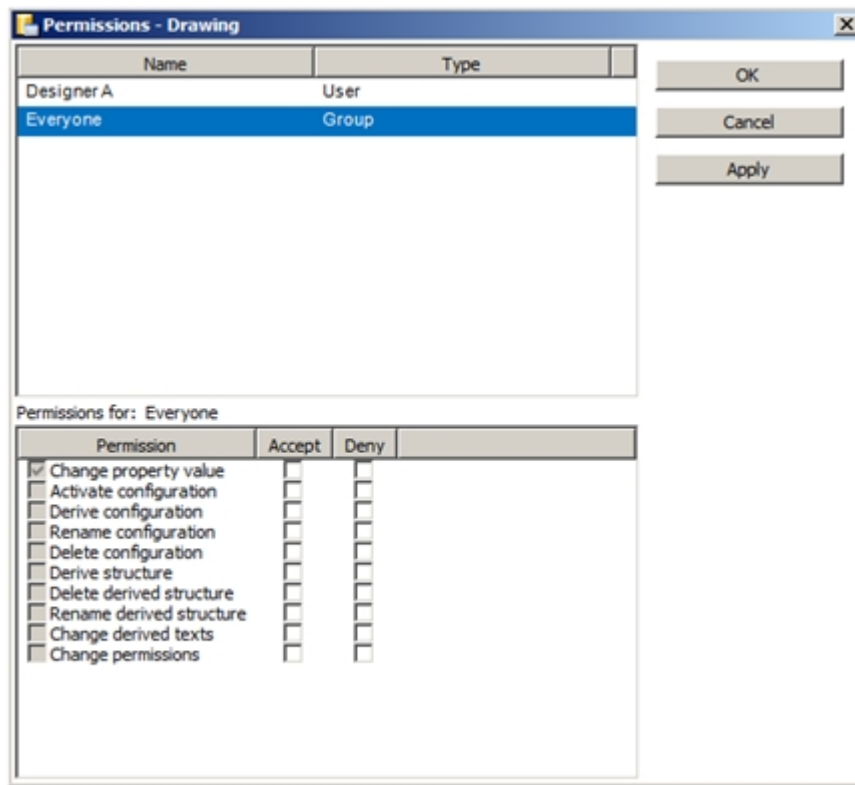 Permissions - Drawing
Name Type
Designer A User
Everyone Group
OK
Cancel
Apply
Permissions for: Everyone
Permission Accept Deny
Change property value
Activate configuration
Derive configuration
Rename configuration
Delete configuration
Derive structure
Delete derived structure
Rename derived structure
Change derived texts
Change permissions